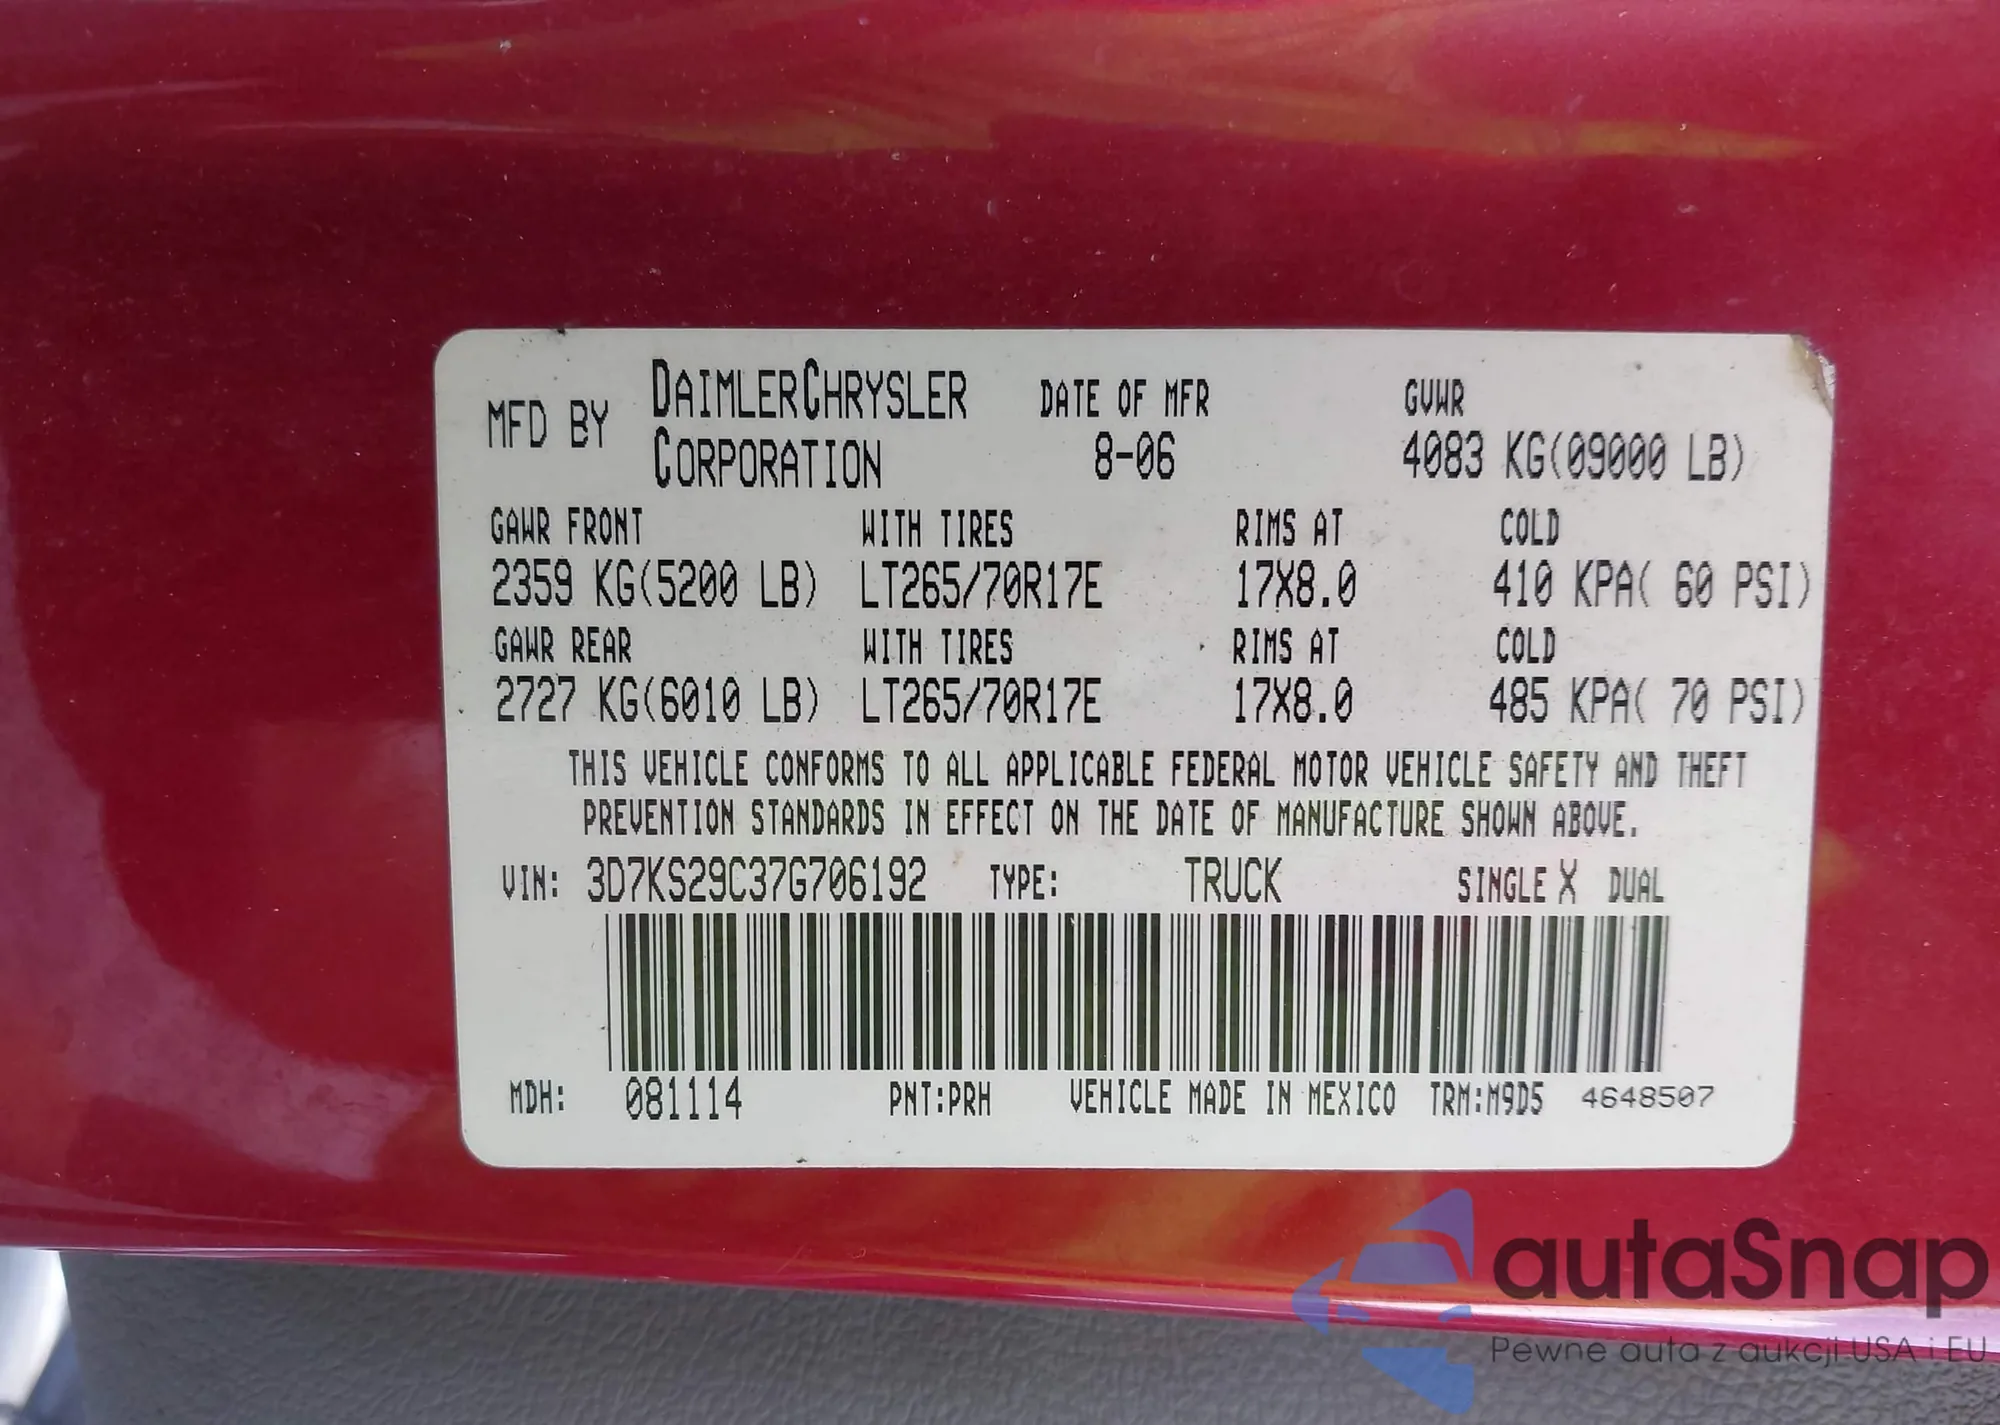 MFD BY DAIMLERCHRYSLER CORPORATION DATE OF MFR 8-06 GVWR 4083 KG(09000 LB)
GAWR FRONT WITH TIRES RIMS AT COLD
2359 KG(5200 LB) LT265/70R17E 17X8.0 410 KPA( 60 PSI)
GAWR REAR WITH TIRES RIMS AT COLD
2727 KG(6010 LB) LT265/70R17E 17X8.0 485 KPA( 70 PSI)
THIS VEHICLE CONFORMS TO ALL APPLICABLE FEDERAL MOTOR VEHICLE SAFETY AND THEFT
PREVENTION STANDARDS IN EFFECT ON THE DATE OF MANUFACTURE SHOWN ABOVE.
VIN: 3D7KS29C37G706192 TYPE: TRUCK SINGLE X DUAL
MDH: 081114 PNT:PRH VEHICLE MADE IN MEXICO TRM:M9D5 4648507
autaSnap
Pewne auta z aukcji USA i EU